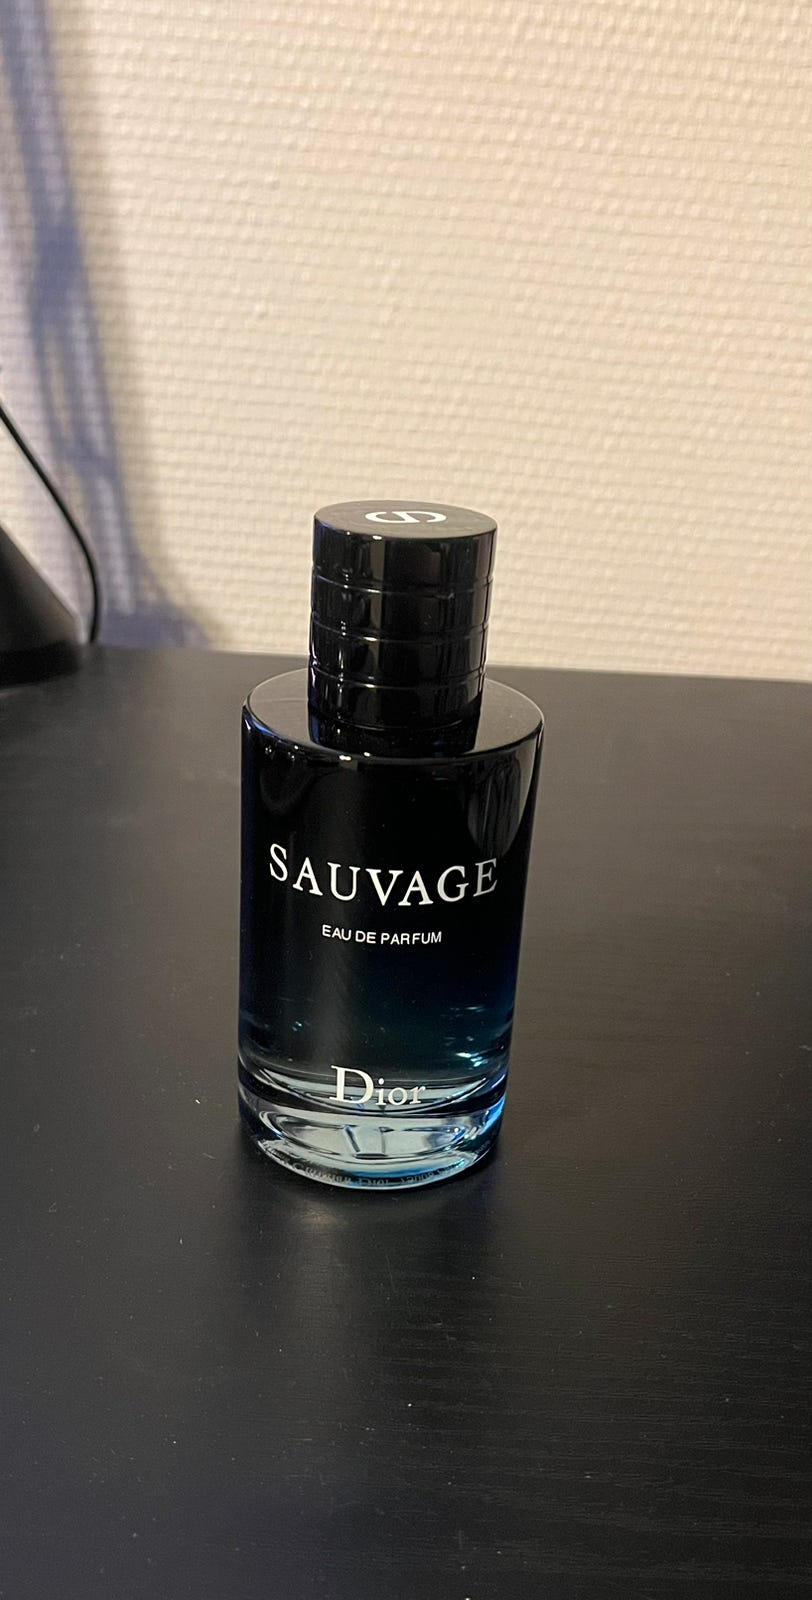 S
SAUVAGE
EAU DE PARFUM
Dior